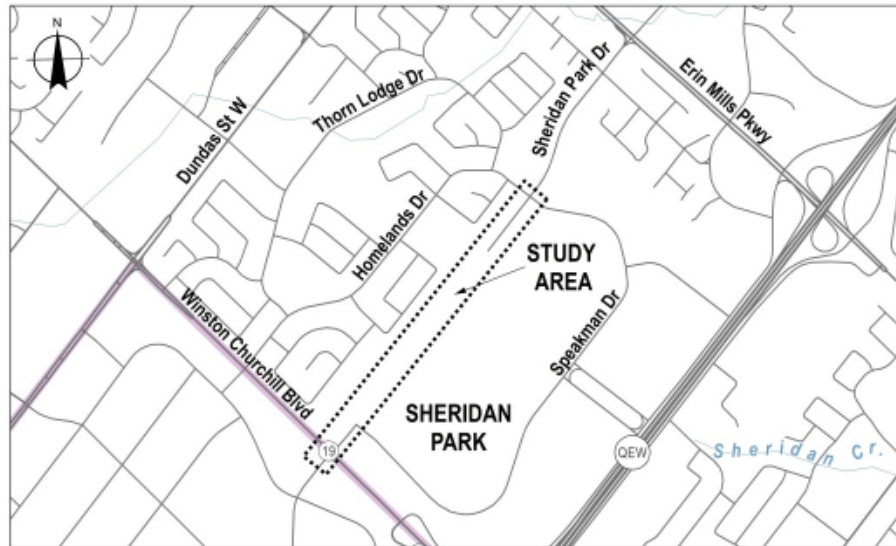 N
Dundas St W
Thorn Lodge Dr
Sheridan Park Dr
Erin Mills Pkwy
Homelands Dr
STUDY
AREA
Winston Churchill Blvd
Speakman Dr
SHERIDAN
PARK
19
QEW
Sheridan Cr.